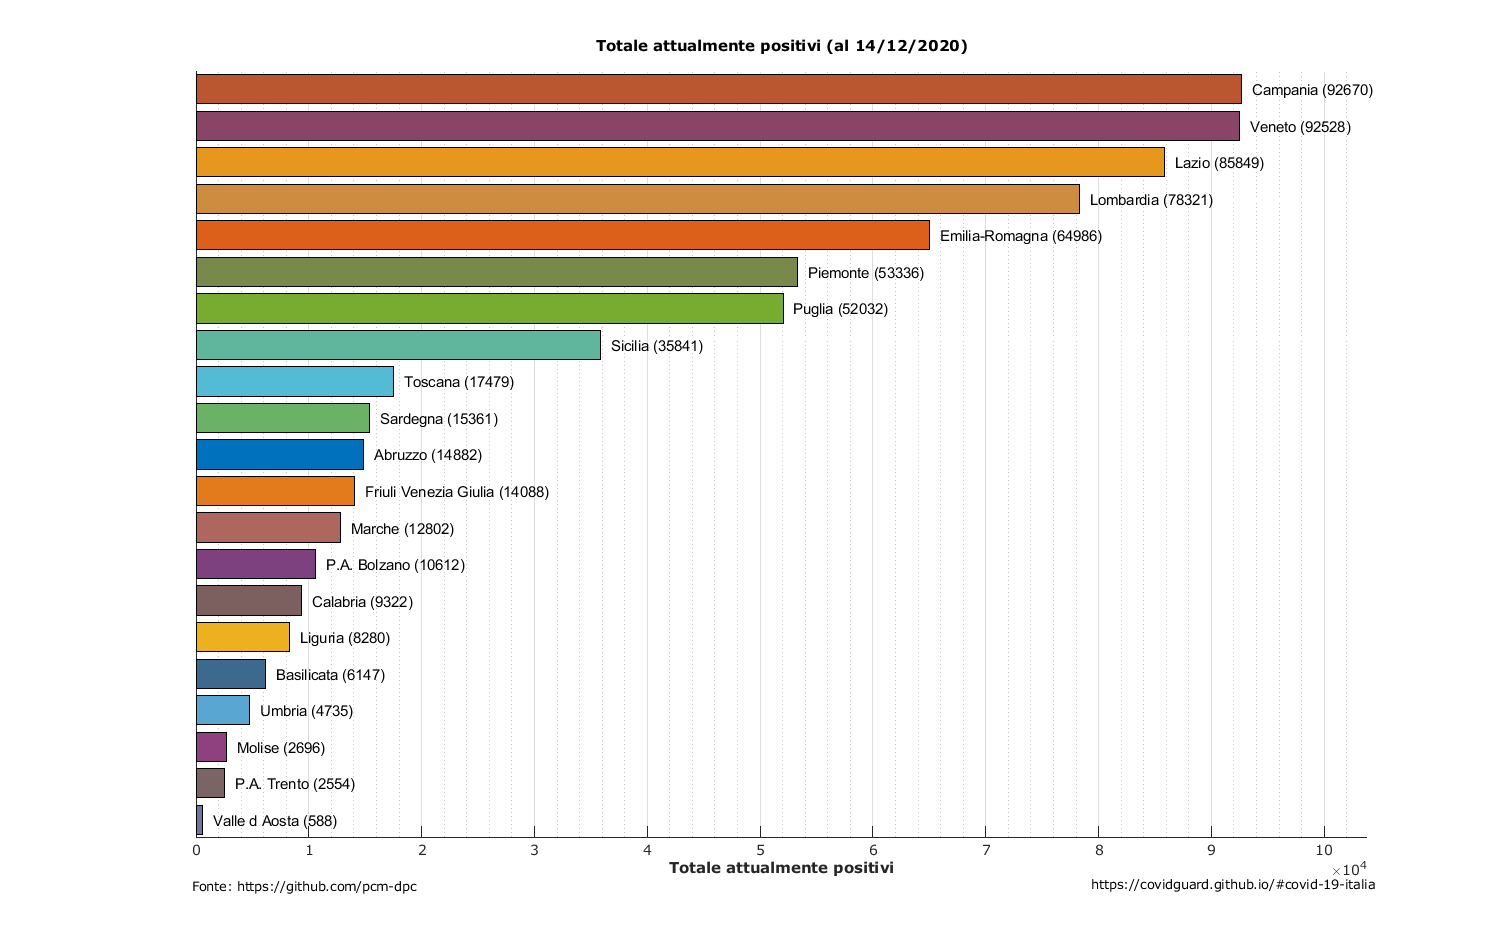 Totale attualmente positivi (al 14/12/2020)
Campania (92670)
Veneto (92528)
Lazio (85849)
Lombardia (78321)
Emilia-Romagna (64986)
Piemonte (53336)
Puglia (52032)
Sicilia (35841)
Toscana (17479)
Sardegna (15361)
Abruzzo (14882)
Friuli Venezia Giulia (14088)
Marche (12802)
P.A. Bolzano (10612)
Calabria (9322)
Liguria (8280)
Basilicata (6147)
Umbria (4735)
Molise (2696)
P.A. Trento (2554)
Valle d Aosta (588)
0 1 2 3 4 5 6 7 8 9 10
×10⁴
Totale attualmente positivi
Fonte: https://github.com/pcm-dpc
https://covidguard.github.io/#covid-19-italia